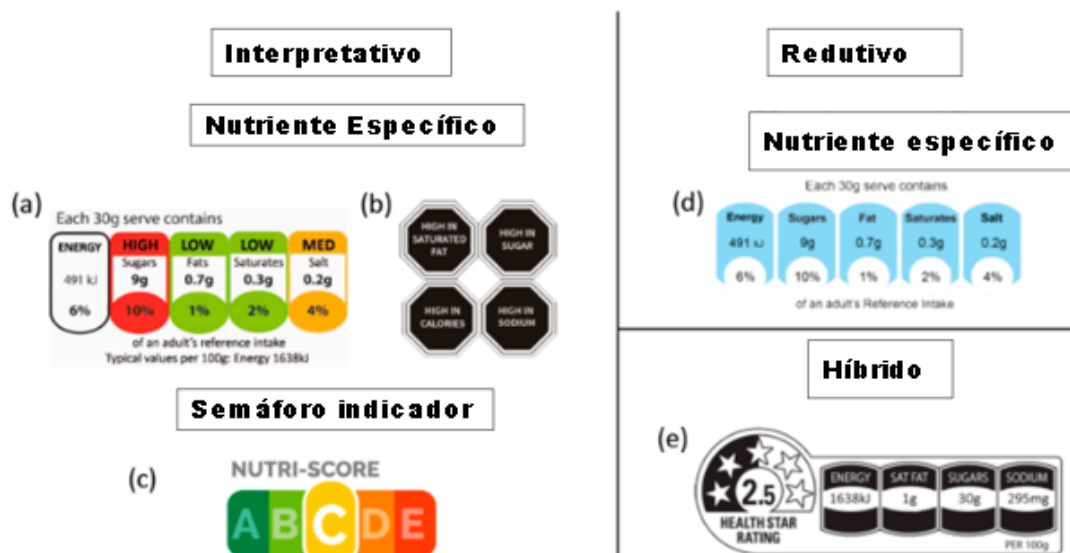 Interpretativo
Nutriente Específico
(a)
Each 30g serve contains
ENERGY HIGH LOW LOW MED
Sugars Fats Saturates Salt
491 kJ 9g 0.7g 0.3g 0.2g
6% 10% 1% 2% 4%
of an adult's reference intake
Typical values per 100g: Energy 1638kJ
(b)
HIGH IN SATURATED FAT
HIGH IN SUGAR
HIGH IN CALORIES
HIGH IN SODIUM
Semáforo indicador
(c)
NUTRI-SCORE
A B C D E
Redutivo
Nutriente específico
(d)
Each 30g serve contains
Energy Sugars Fat Saturates Salt
491 kJ 9g 0.7g 0.3g 0.2g
6% 10% 1% 2% 4%
of an adult's Reference Intake
Híbrido
(e)
2.5
HEALTH STAR
RATING
ENERGY SAT FAT SUGARS SODIUM
1638kJ 1g 30g 295mg
PER 100g